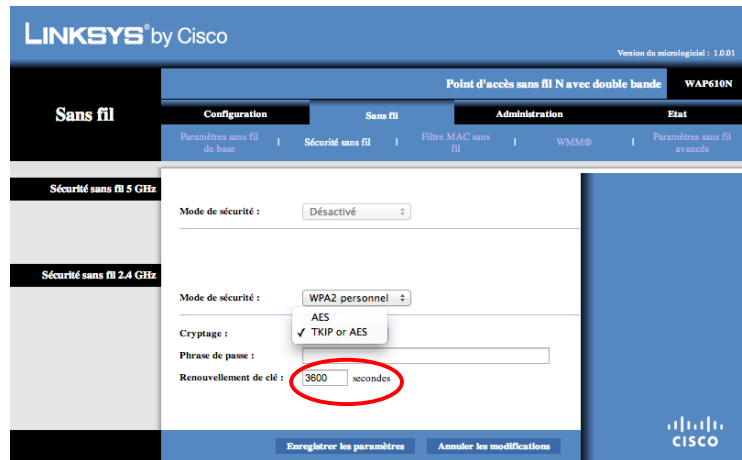 LINKSYS® by Cisco
Version du micrologiciel : 1.0.01
Point d'accès sans fil N avec double bande WAP610N
Sans fil
Configuration Sans fil Administration Etat
Paramètres sans fil de base | Sécurité sans fil | Filtre MAC sans fil | WMM® | Paramètres sans fil avancés
Sécurité sans fil 5 GHz
Mode de sécurité : Désactivé
Sécurité sans fil 2.4 GHz
Mode de sécurité : WPA2 personnel
AES
Cryptage : ✓ TKIP or AES
Phrase de passe :
Renouvellement de clé : 3600 secondes
Enregistrer les paramètres Annuler les modifications
CISCO